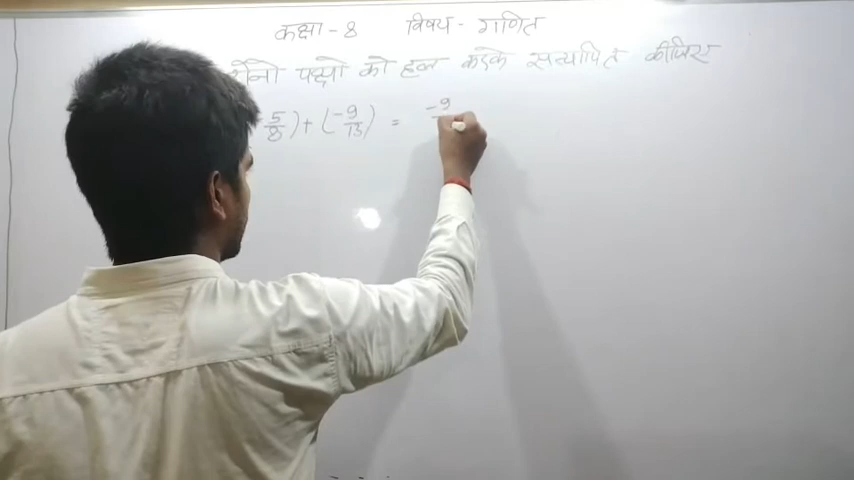 कक्षा - 8 विषय - गणित
दोनो पक्षो को हल करके सत्यापित कीजिए
5/8) + (-9/13) = -9